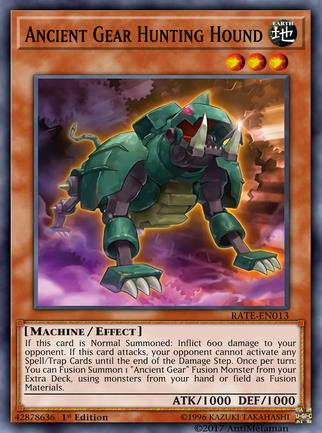 Ancient Gear Hunting Hound
EARTH
地
RATE-EN013
[Machine / Effect]
If this card is Normal Summoned: Inflict 600 damage to your
opponent. If this card attacks, your opponent cannot activate any
Spell/Trap Cards until the end of the Damage Step. Once per turn:
You can Fusion Summon 1 "Ancient Gear" Fusion Monster from your
Extra Deck, using monsters from your hand or field as Fusion
Materials.
ATK/1000 DEF/1000
42878636 1st Edition ©1996 KAZUKI TAKAHASHI
©2017 AntiMetaman